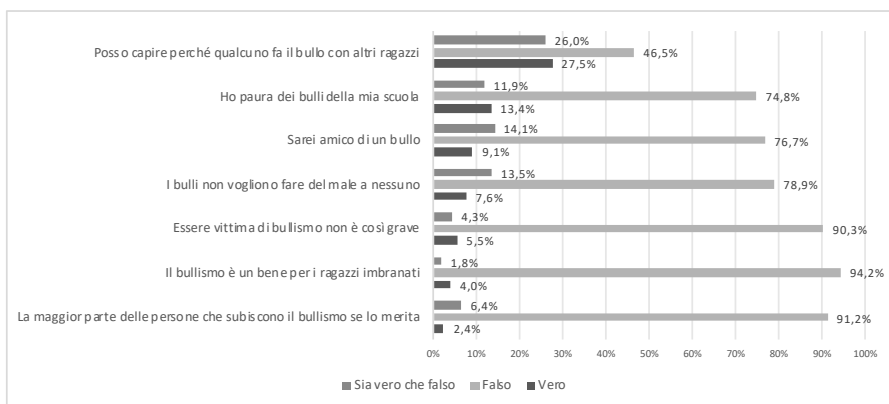 26,0%
Posso capire perché qualcuno fa il bullo con altri ragazzi
46,5%
27,5%
11,9%
Ho paura dei bulli della mia scuola
74,8%
13,4%
14,1%
Sarei amico di un bullo
76,7%
9,1%
13,5%
I bulli non vogliono fare del male a nessuno
78,9%
7,6%
4,3%
Essere vittima di bullismo non è così grave
90,3%
5,5%
1,8%
Il bullismo è un bene per i ragazzi imbranati
94,2%
4,0%
6,4%
La maggior parte delle persone che subiscono il bullismo se lo merita
91,2%
2,4%
0% 10% 20% 30% 40% 50% 60% 70% 80% 90% 100%
Sia vero che falso Falso Vero